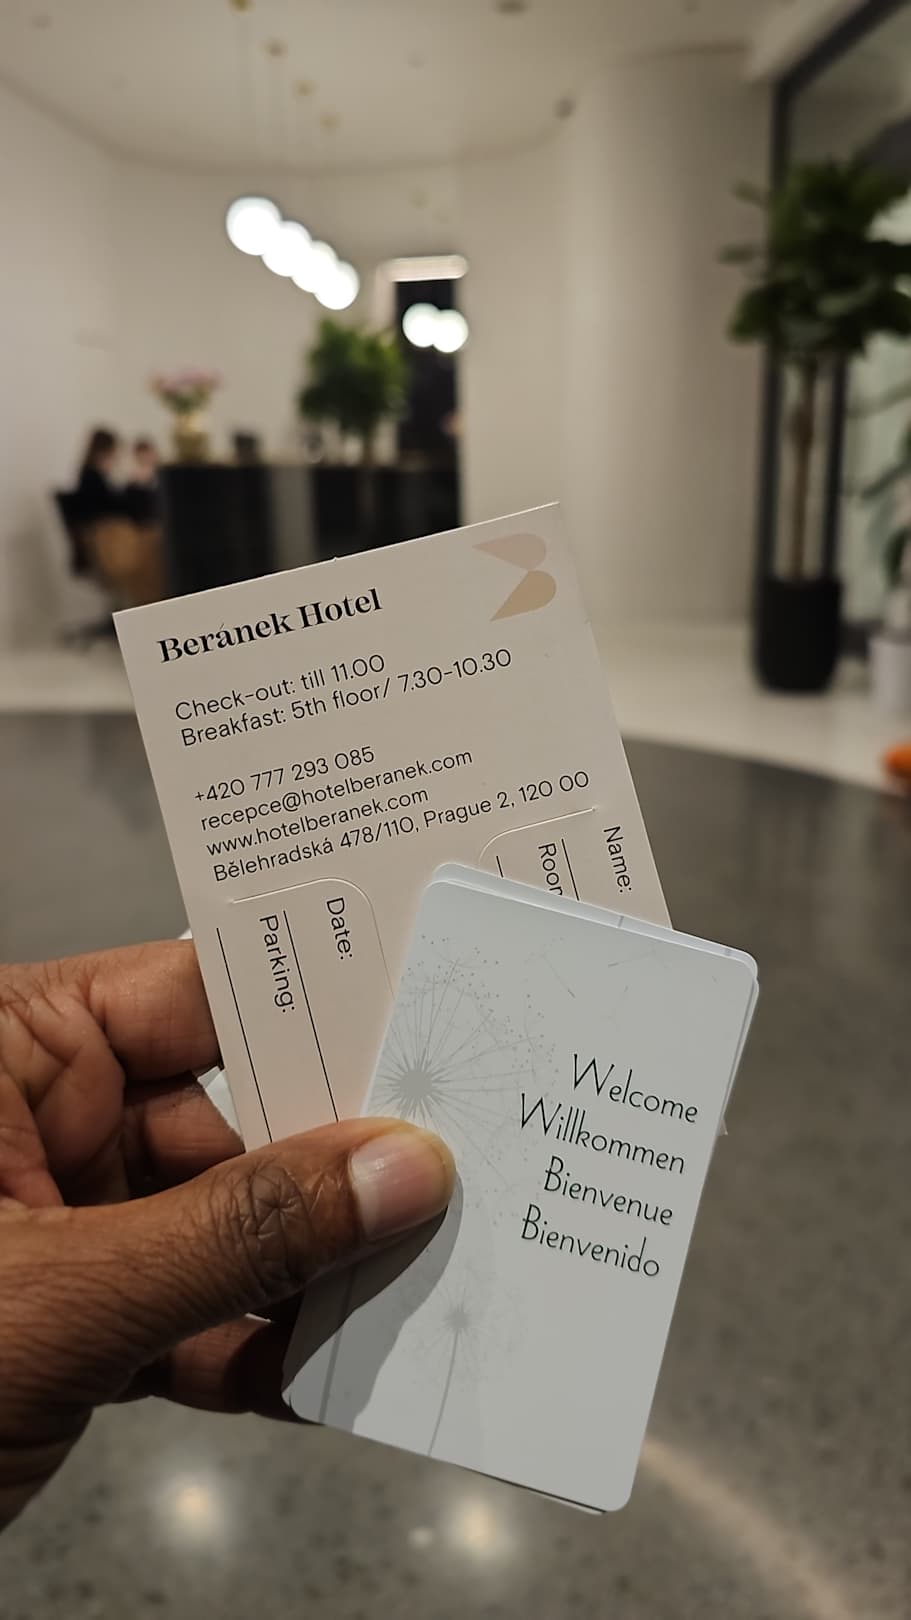 Beránek Hotel
Check-out: till 11.00
Breakfast: 5th floor/ 7.30-10.30
+420 777 293 085
recepce@hotelberanek.com
www.hotelberanek.com
Bělehradská 478/110, Prague 2, 120 00
Name:
Date:
Parking:
Welcome
Willkommen
Bienvenue
Bienvenido